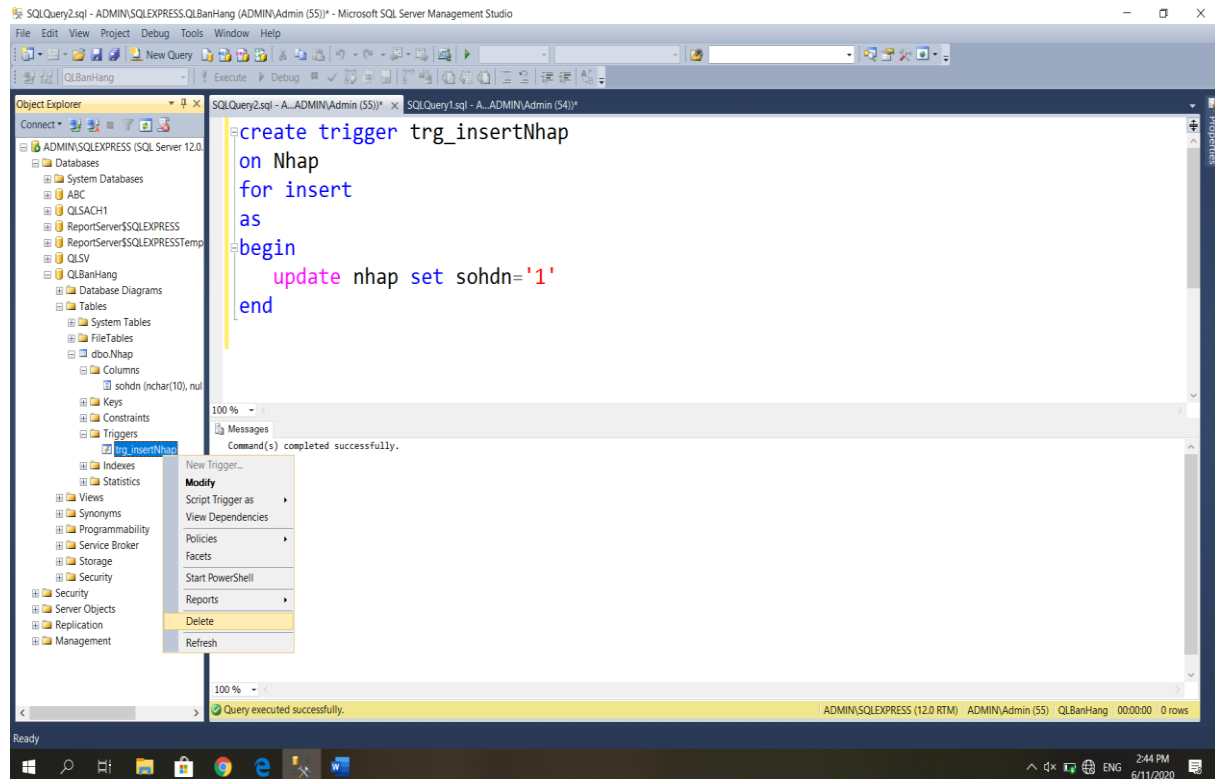 SQLQuery2.sql - ADMIN\SQLEXPRESS.QLBanHang (ADMIN\Admin (55))* - Microsoft SQL Server Management Studio
File Edit View Project Debug Tools Window Help
New Query
QLBanHang Execute Debug
Object Explorer
SQLQuery2.sql - A...ADMIN\Admin (55))* SQLQuery1.sql - A...ADMIN\Admin (54))*
Properties
Connect
ADMIN\SQLEXPRESS (SQL Server 12.0.
Databases
System Databases
ABC
QLSACH1
ReportServer$SQLEXPRESS
ReportServer$SQLEXPRESSTemp
QLSV
QLBanHang
Database Diagrams
Tables
System Tables
FileTables
dbo.Nhap
Columns
sohdn (nchar(10), nul
Keys
Constraints
Triggers
trg_insertNhap
Indexes
Statistics
Views
Synonyms
Programmability
Service Broker
Storage
Security
Security
Server Objects
Replication
Management
New Trigger...
Modify
Script Trigger as
View Dependencies
Policies
Facets
Start PowerShell
Reports
Delete
Refresh
create trigger trg_insertNhap
on Nhap
for insert
as
begin
update nhap set sohdn='1'
end
100 %
Messages
Command(s) completed successfully.
100 %
Query executed successfully. ADMIN\SQLEXPRESS (12.0 RTM) ADMIN\Admin (55) QLBanHang 00:00:00 0 rows
Ready
ENG 2:44 PM
6/11/2020